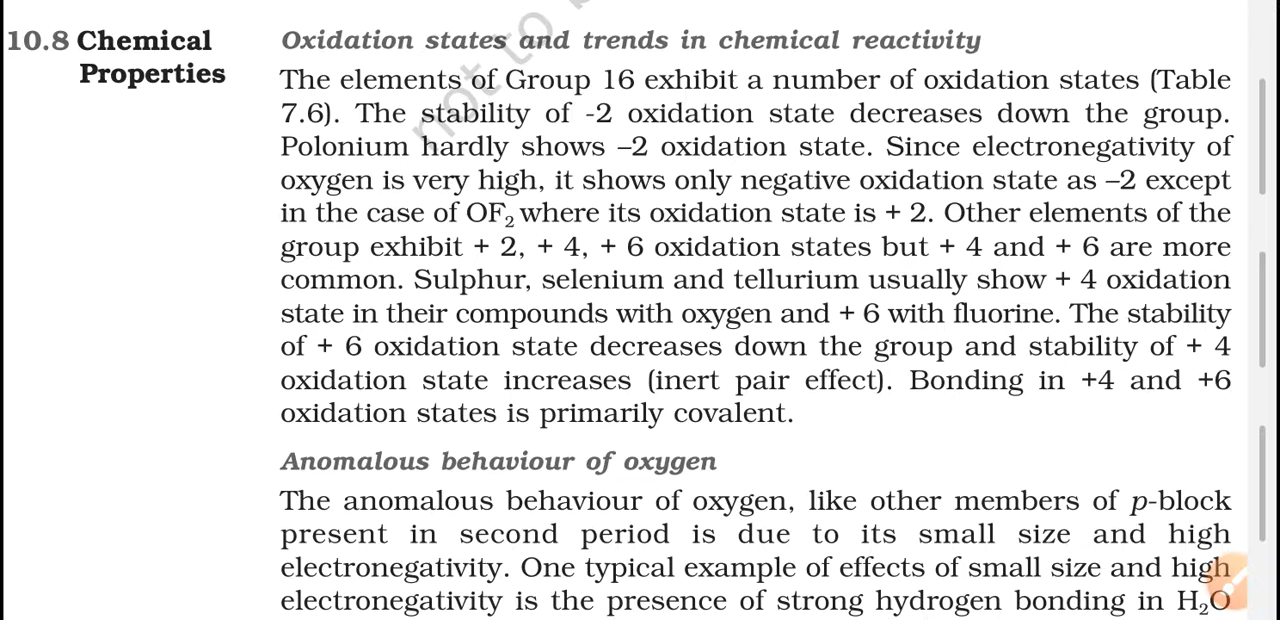 not to b
10.8 Chemical Properties
Oxidation states and trends in chemical reactivity
The elements of Group 16 exhibit a number of oxidation states (Table
7.6). The stability of -2 oxidation state decreases down the group.
Polonium hardly shows –2 oxidation state. Since electronegativity of
oxygen is very high, it shows only negative oxidation state as –2 except
in the case of OF₂ where its oxidation state is + 2. Other elements of the
group exhibit + 2, + 4, + 6 oxidation states but + 4 and + 6 are more
common. Sulphur, selenium and tellurium usually show + 4 oxidation
state in their compounds with oxygen and + 6 with fluorine. The stability
of + 6 oxidation state decreases down the group and stability of + 4
oxidation state increases (inert pair effect). Bonding in +4 and +6
oxidation states is primarily covalent.
Anomalous behaviour of oxygen
The anomalous behaviour of oxygen, like other members of p-block
present in second period is due to its small size and high
electronegativity. One typical example of effects of small size and high
electronegativity is the presence of strong hydrogen bonding in H₂O